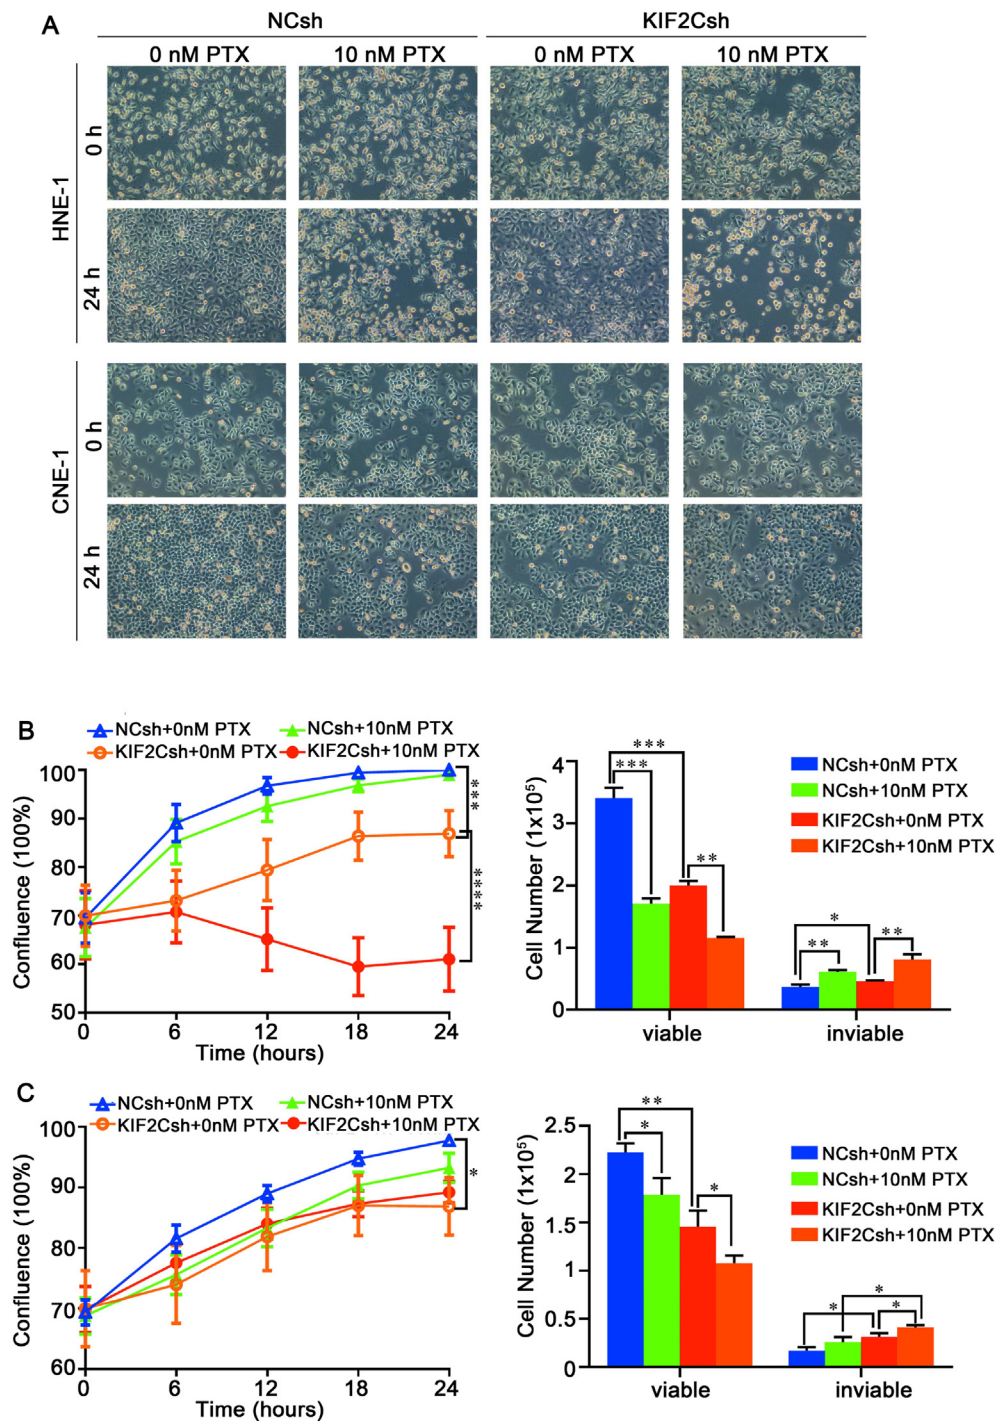 A
NCsh
KIF2Csh
0 nM PTX
10 nM PTX
0 nM PTX
10 nM PTX
HNE-1
0 h
24 h
CNE-1
0 h
24 h
B
NCsh+0nM PTX
NCsh+10nM PTX
KIF2Csh+0nM PTX
KIF2Csh+10nM PTX
Confluence (100%)
100
90
80
70
60
50
0
6
12
18
24
Time (hours)
****
****
Cell Number (1x10⁵)
4
3
2
1
0
***
***
**
*
**
**
viable
inviable
NCsh+0nM PTX
NCsh+10nM PTX
KIF2Csh+0nM PTX
KIF2Csh+10nM PTX
C
NCsh+0nM PTX
NCsh+10nM PTX
KIF2Csh+0nM PTX
KIF2Csh+10nM PTX
Confluence (100%)
100
90
80
70
60
0
6
12
18
24
Time (hours)
*
Cell Number (1x10⁵)
2.5
2
1.5
1
0.5
0
**
*
*
*
*
*
viable
inviable
NCsh+0nM PTX
NCsh+10nM PTX
KIF2Csh+0nM PTX
KIF2Csh+10nM PTX